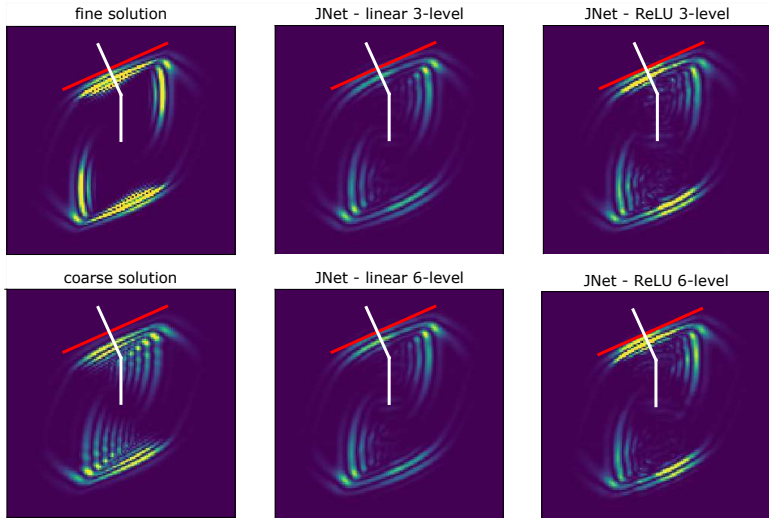 fine solution
JNet - linear 3-level
JNet - ReLU 3-level
coarse solution
JNet - linear 6-level
JNet - ReLU 6-level